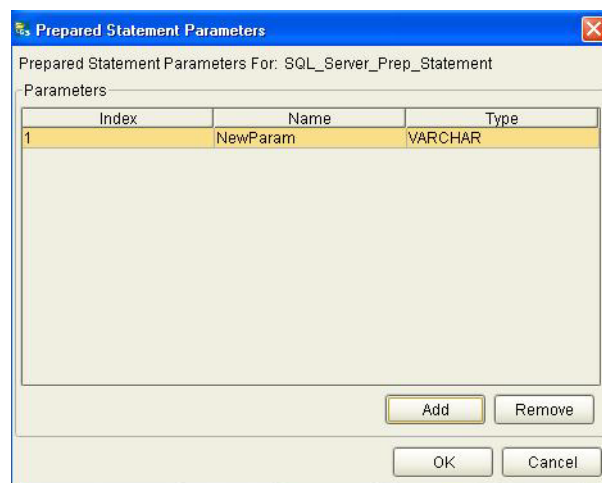 Prepared Statement Parameters
Prepared Statement Parameters For: SQL_Server_Prep_Statement
Parameters
Index Name Type
1 NewParam VARCHAR
Add Remove
OK Cancel